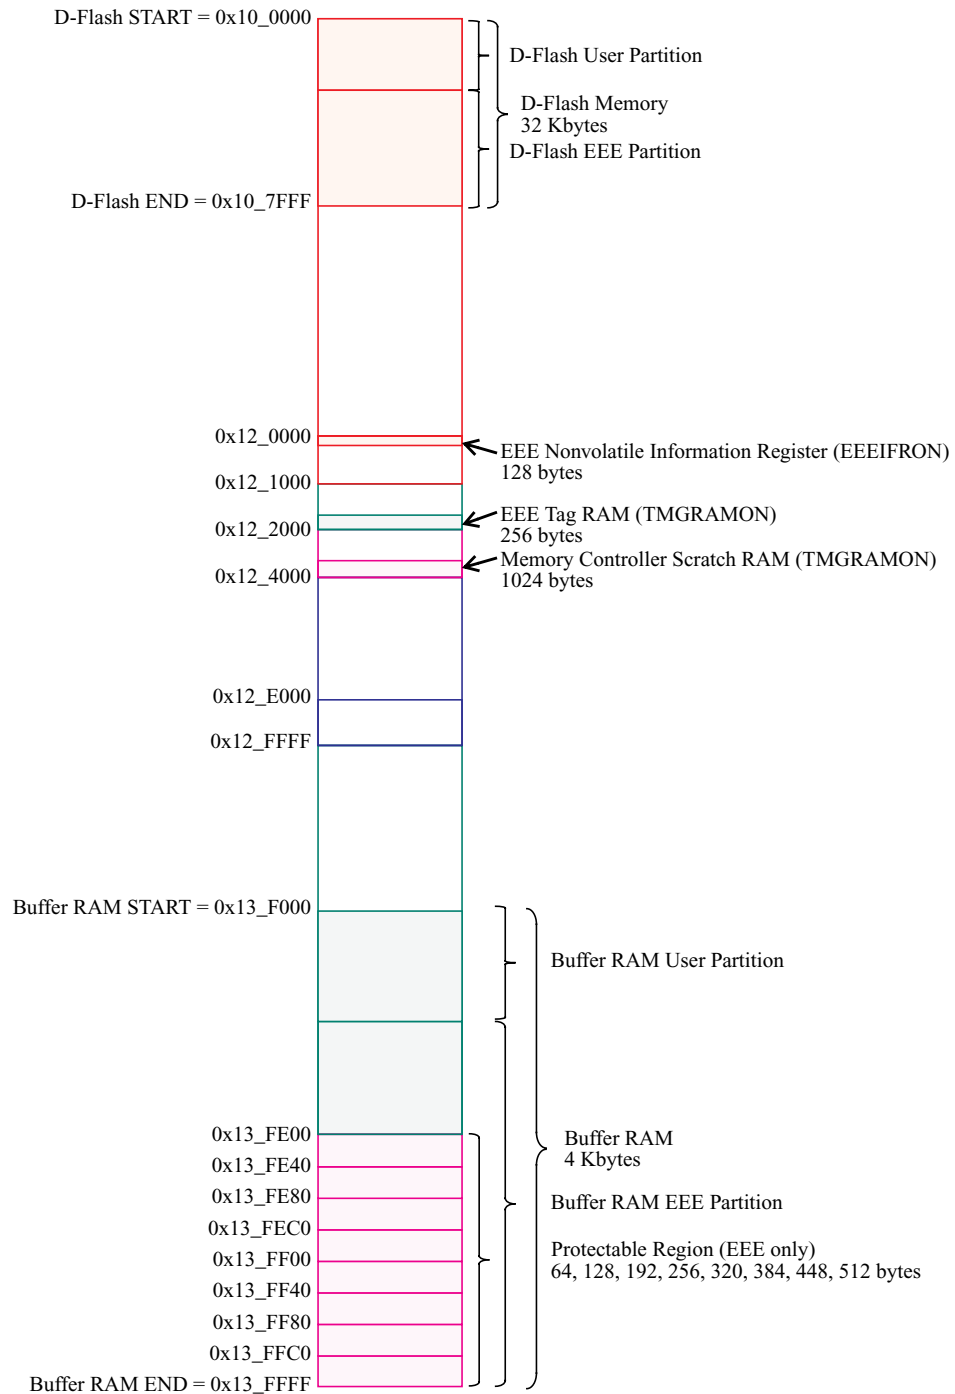 D-Flash START = 0x10_0000
D-Flash User Partition
D-Flash Memory
32 Kbytes
D-Flash EEE Partition
D-Flash END = 0x10_7FFF
0x12_0000
EEE Nonvolatile Information Register (EEEIFRON)
128 bytes
0x12_1000
EEE Tag RAM (TMGRAMON)
256 bytes
0x12_2000
Memory Controller Scratch RAM (TMGRAMON)
1024 bytes
0x12_4000
0x12_E000
0x12_FFFF
Buffer RAM START = 0x13_F000
Buffer RAM User Partition
0x13_FE00
Buffer RAM
4 Kbytes
0x13_FE40
0x13_FE80
Buffer RAM EEE Partition
0x13_FEC0
Protectable Region (EEE only)
64, 128, 192, 256, 320, 384, 448, 512 bytes
0x13_FF00
0x13_FF40
0x13_FF80
0x13_FFC0
Buffer RAM END = 0x13_FFFF